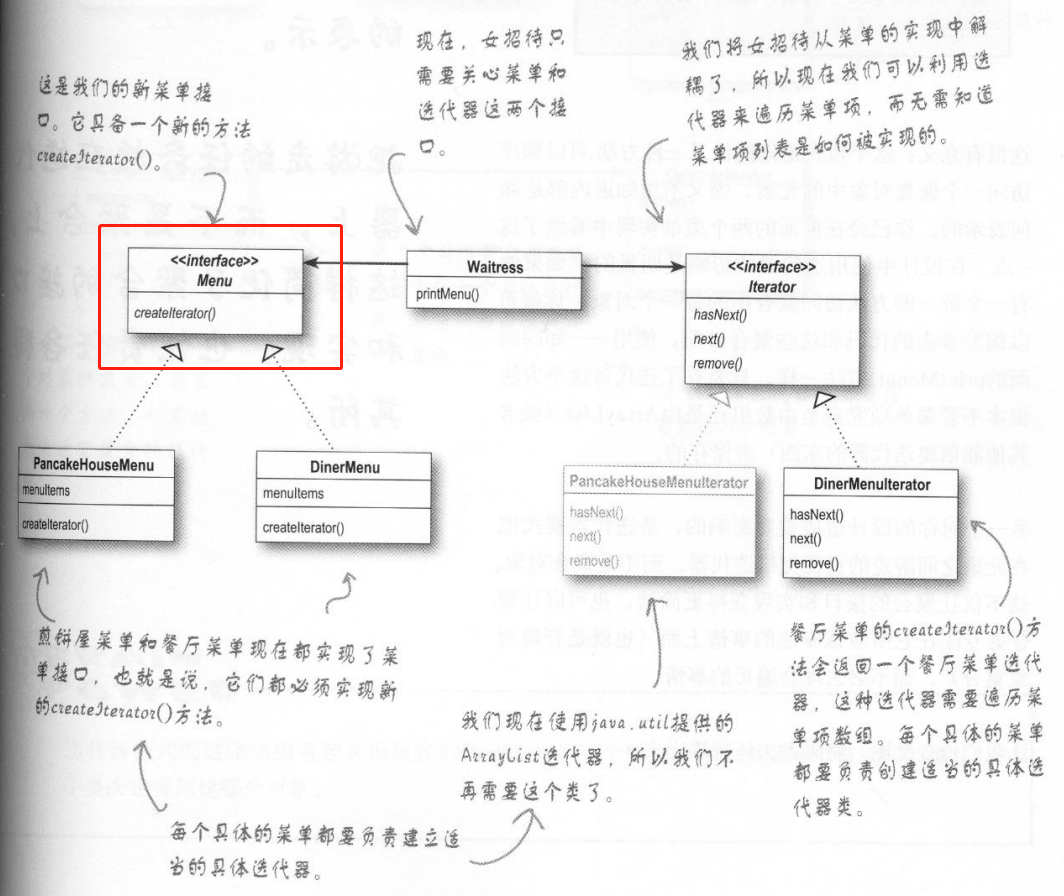 现在，女招待只
需要关心菜单和
迭代器这两个接
口。
我们将女招待从菜单的实现中解
耦了，所以现在我们可以利用迭
代器来遍历菜单项，而无需知道
菜单项列表是如何被实现的。
这是我们的新菜单接
口。它具备一个新的方法
createIterator()。
<<interface>>
Menu
createIterator()
Waitress
printMenu()
<<interface>>
Iterator
hasNext()
next()
remove()
PancakeHouseMenu
menuItems
createIterator()
DinerMenu
menuItems
createIterator()
PancakeHouseMenuIterator
hasNext()
next()
remove()
DinerMenuIterator
hasNext()
next()
remove()
煎饼屋菜单和餐厅菜单现在都实现了菜
单接口，也就是说，它们都必须实现新
的createIterator()方法。
我们现在使用java.util提供的
ArrayList迭代器，所以我们不
再需要这个类了。
餐厅菜单的createIterator()方
法会返回一个餐厅菜单迭代
器，这种迭代器需要遍历菜
单项数组。每个具体的菜单
都要负责创建适当的具体迭
代器类。
每个具体的菜单都要负责建立适
当的具体迭代器。